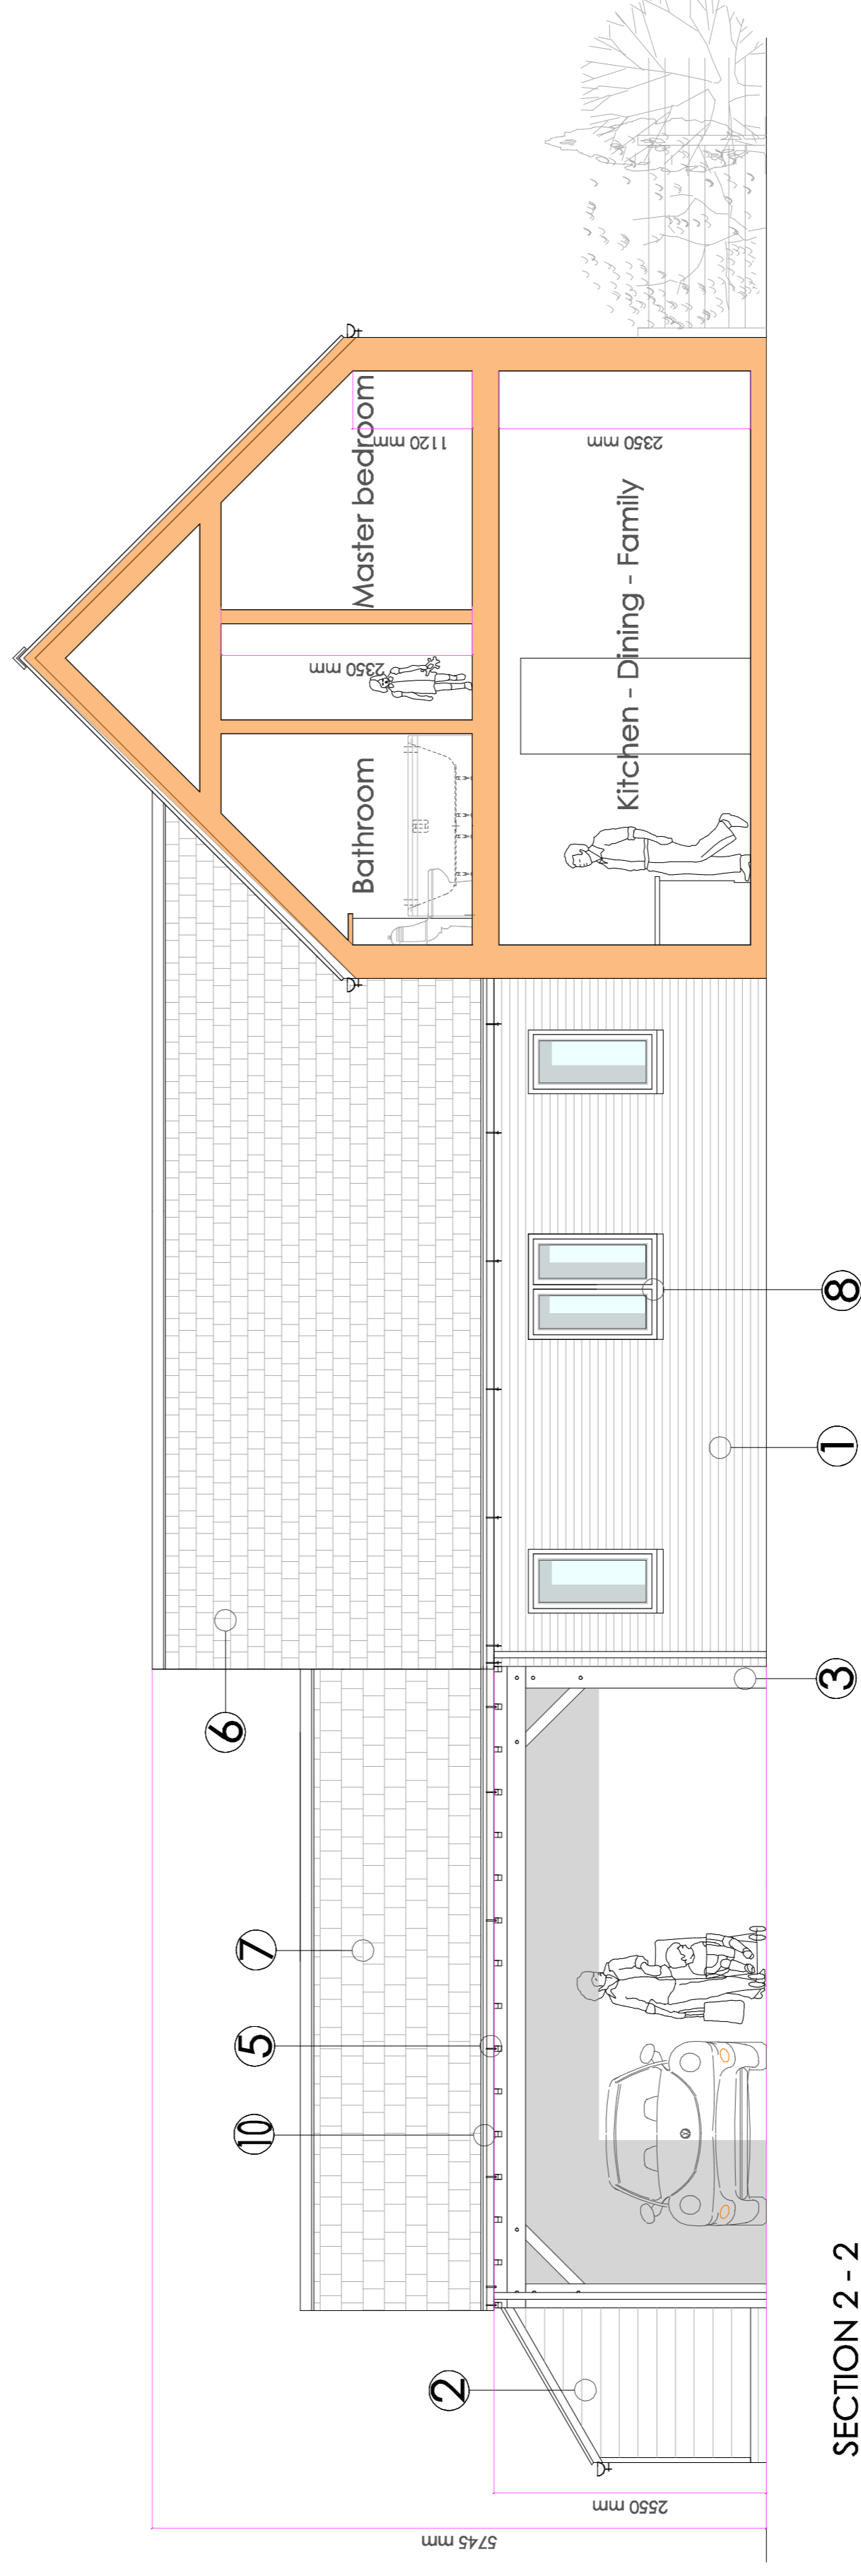 6
7
5
10
2
Bathroom
2350 mm
Master bedroom
1120 mm
Kitchen - Dining - Family
2350 mm
5745 mm
2550 mm
3
1
8
SECTION 2 - 2